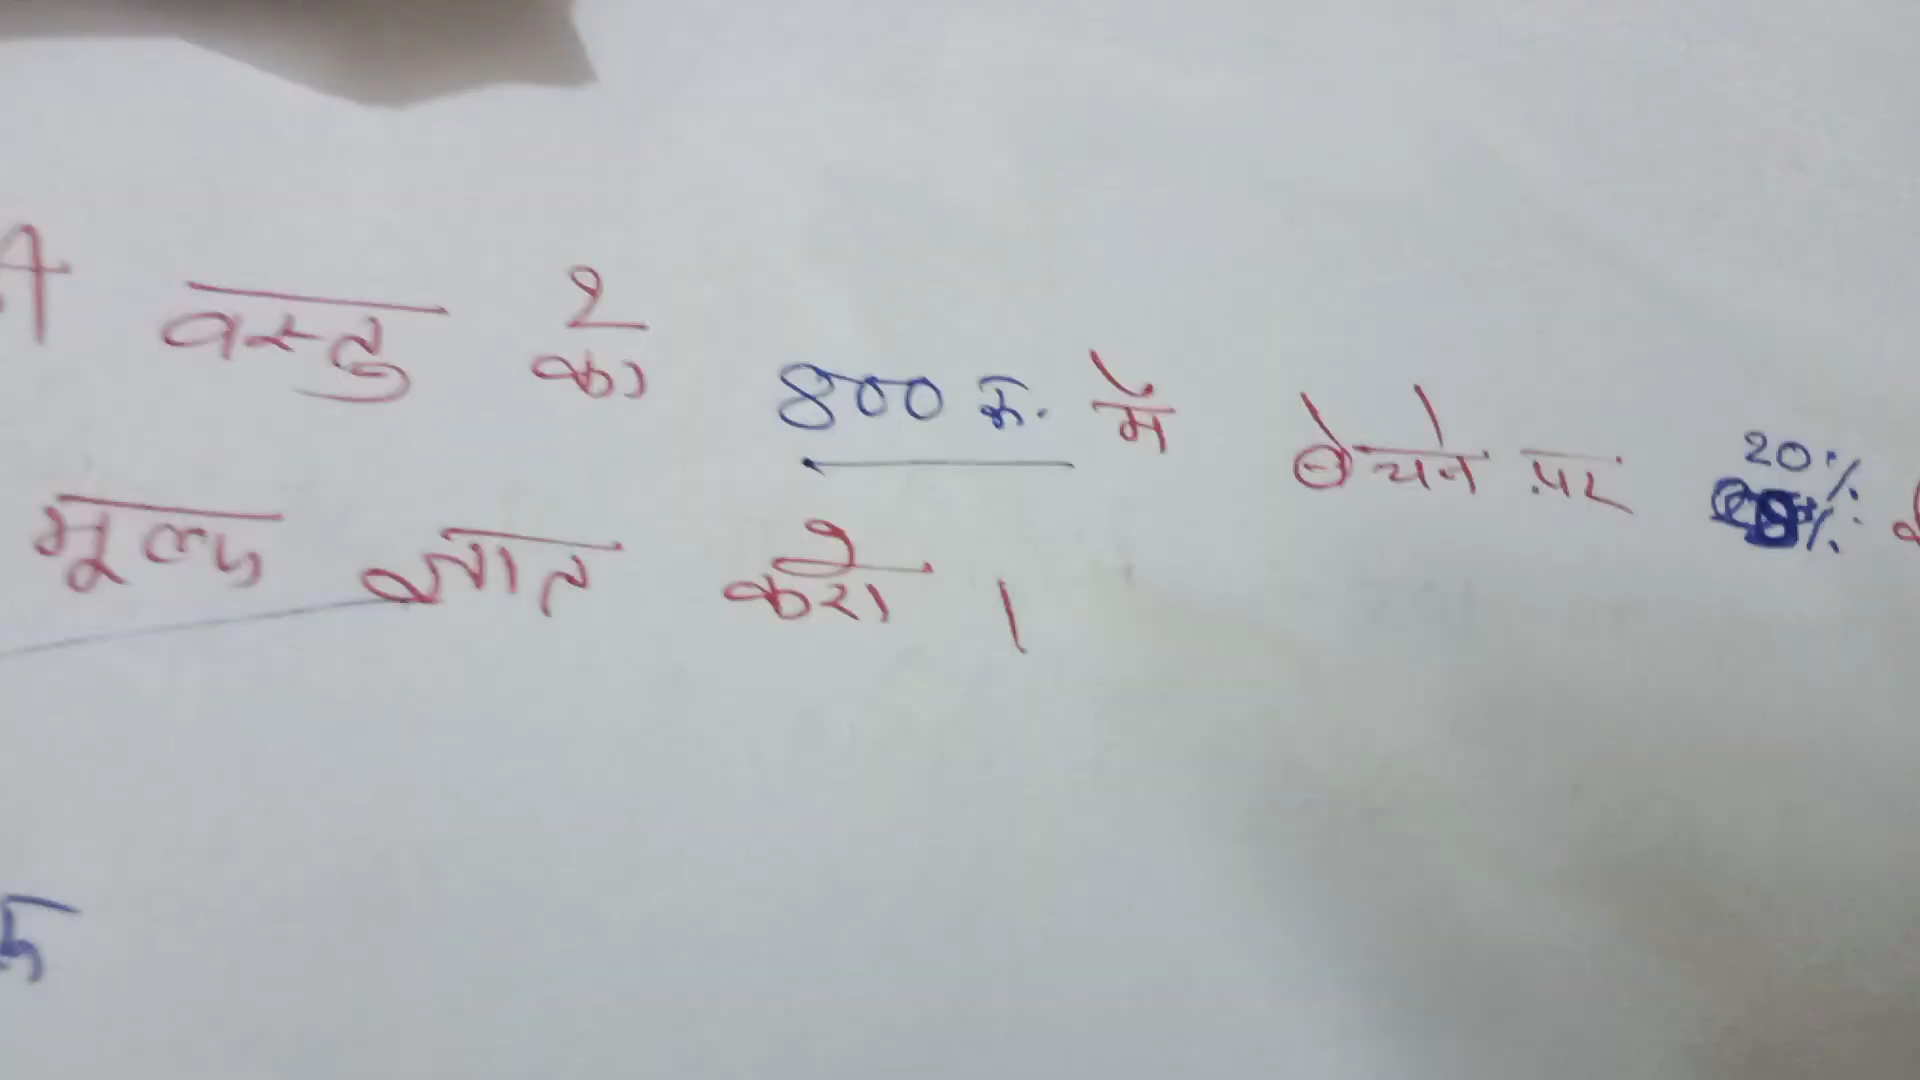 वस्तु को 800 रू. में बेचने पर 20%
मूल्य ज्ञात करो ।